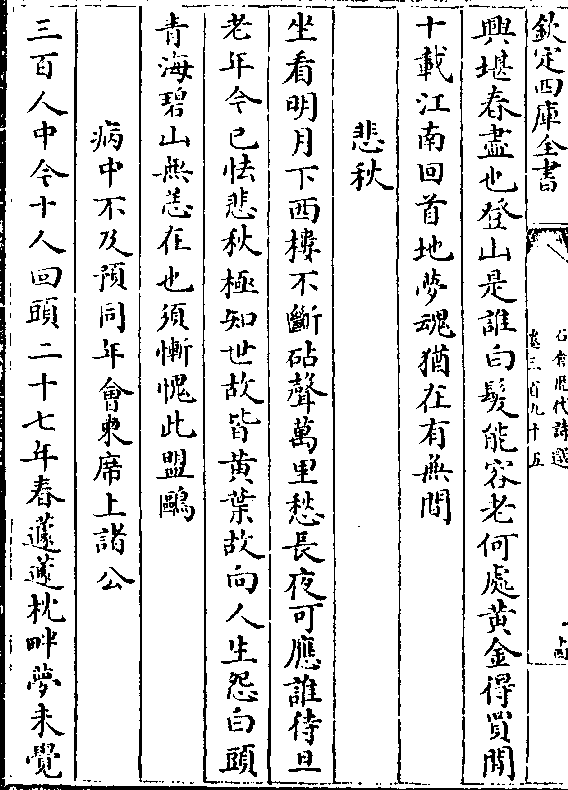 欽定四庫全書
石倉歴代詩選
卷三百九十五
興堪春盡也登山是誰白髪能容老何處黄金得買閒
十載江南回首地夢魂猶在有無間
悲秋
坐看明月下西樓不斷砧聲萬里愁長夜可應誰待旦
老年今已怯悲秋極知世故皆黄葉故向人生怨白頭
青海碧山無恙在也須慚愧此盟鷗
病中不及預同年會柬席上諸公
三百人中今十人回頭二十七年春蘧蘧枕畔夢未覺